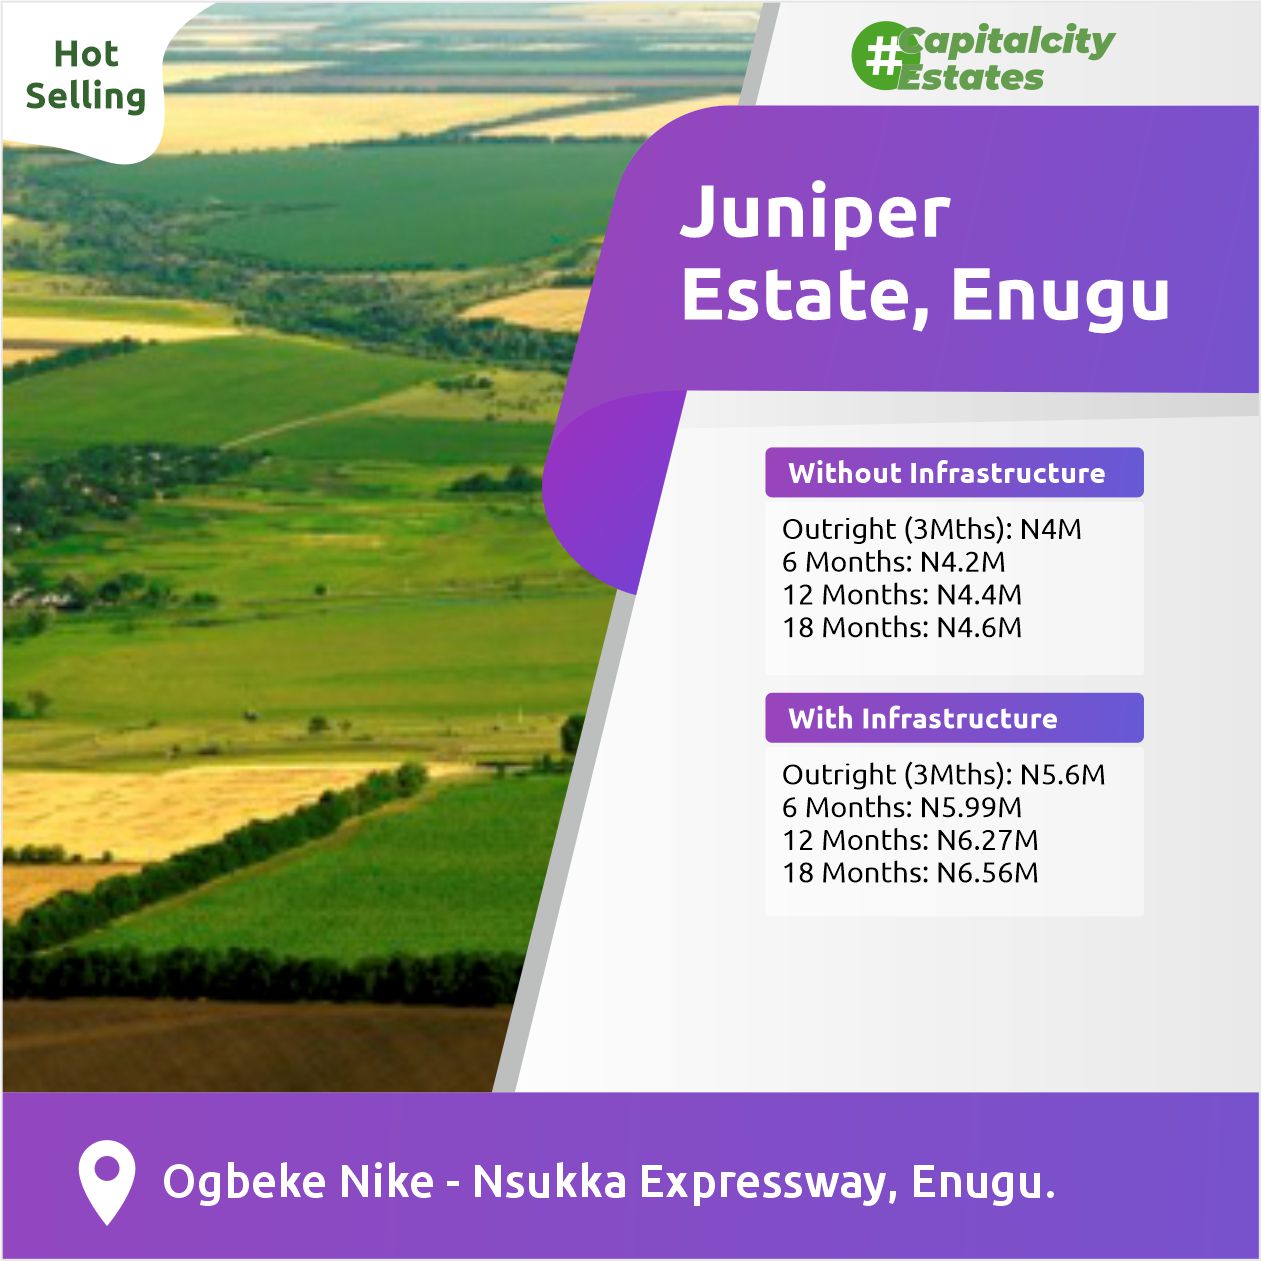 Hot
Selling
#Capitalcity
Estates
Juniper
Estate, Enugu
Without Infrastructure
Outright (3Mths): N4M
6 Months: N4.2M
12 Months: N4.4M
18 Months: N4.6M
With Infrastructure
Outright (3Mths): N5.6M
6 Months: N5.99M
12 Months: N6.27M
18 Months: N6.56M
Ogbeke Nike - Nsukka Expressway, Enugu.